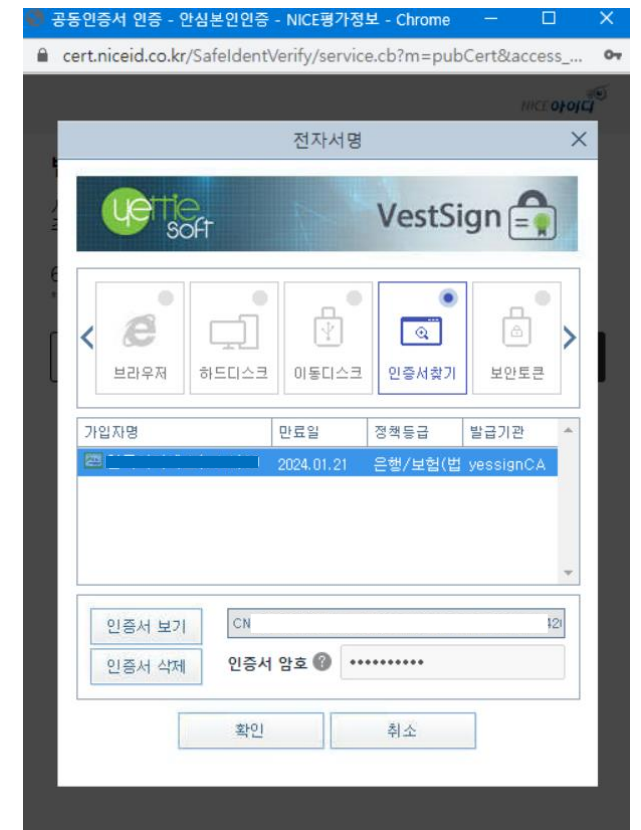 공동인증서 인증 - 안심본인인증 - NICE평가정보 - Chrome
cert.niceid.co.kr/SafeIdentVerify/service.cb?m=pubCert&access_...
NICE아이디
전자서명
yettie soft
VestSign
브라우저 하드디스크 이동디스크 인증서찾기 보안토큰
가입자명 만료일 정책등급 발급기관
2024.01.21 은행/보험(법 yessignCA
인증서 보기 CN 420
인증서 삭제 인증서 암호 ? ••••••••••
확인 취소